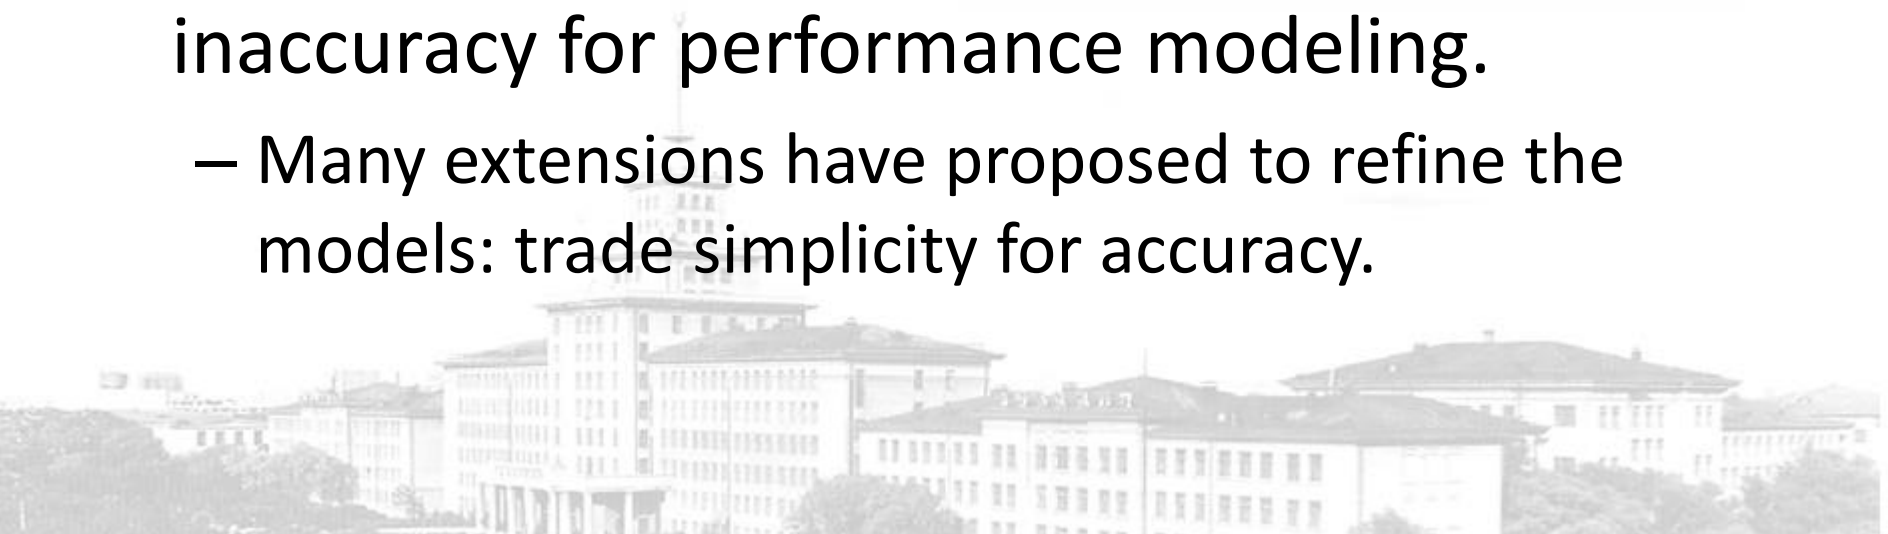 inaccuracy for performance modeling.
– Many extensions have proposed to refine the
models: trade simplicity for accuracy.